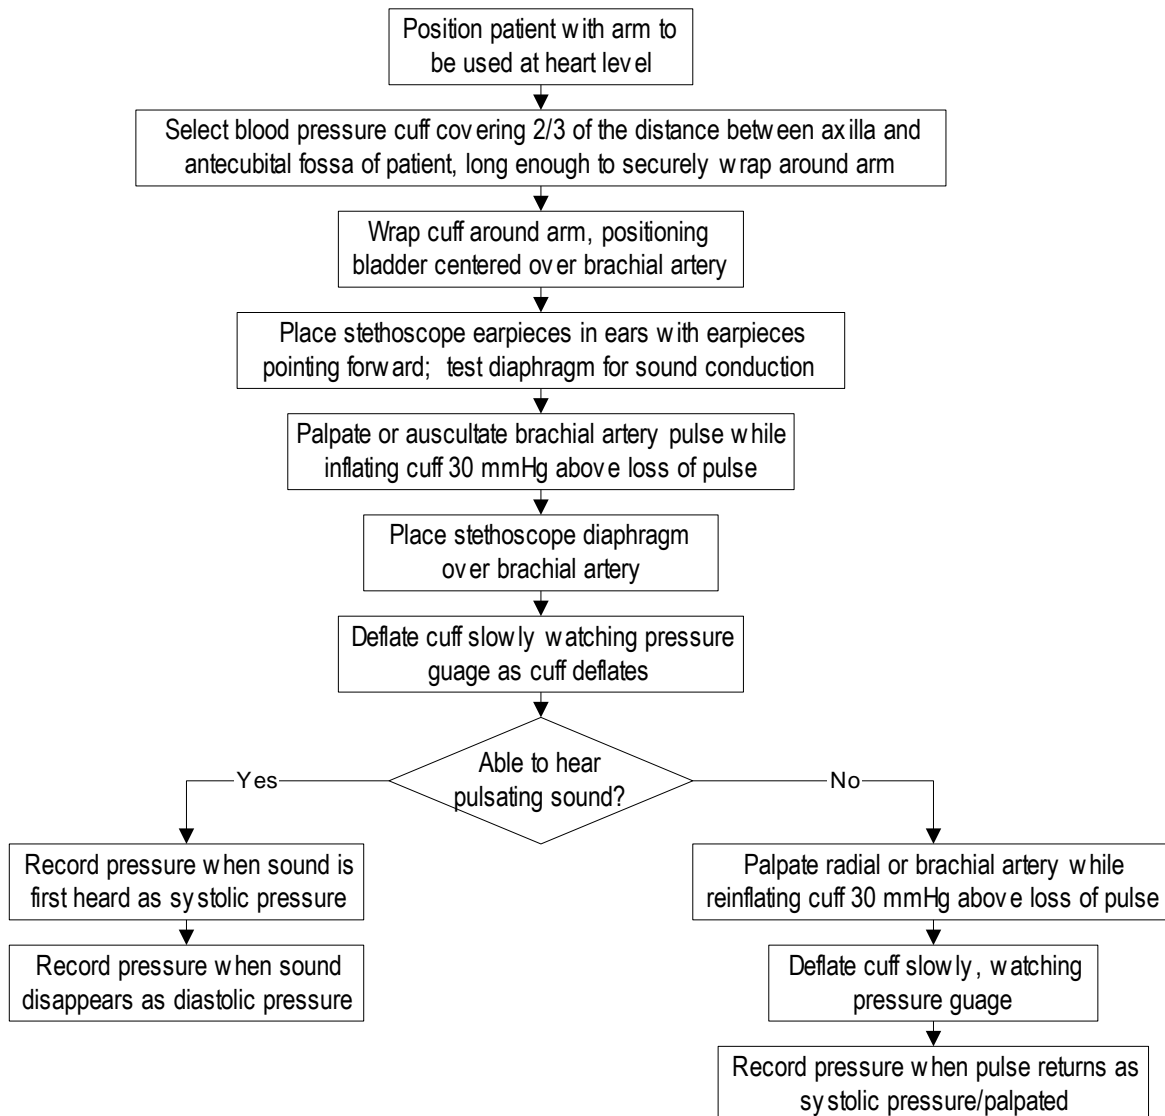 Position patient with arm to
be used at heart level
Select blood pressure cuff covering 2/3 of the distance between axilla and
antecubital fossa of patient, long enough to securely wrap around arm
Wrap cuff around arm, positioning
bladder centered over brachial artery
Place stethoscope earpieces in ears with earpieces
pointing forward; test diaphragm for sound conduction
Palpate or auscultate brachial artery pulse while
inflating cuff 30 mmHg above loss of pulse
Place stethoscope diaphragm
over brachial artery
Deflate cuff slowly watching pressure
guage as cuff deflates
Able to hear
pulsating sound?
Yes
No
Record pressure when sound is
first heard as systolic pressure
Record pressure when sound
disappears as diastolic pressure
Palpate radial or brachial artery while
reinflating cuff 30 mmHg above loss of pulse
Deflate cuff slowly, watching
pressure guage
Record pressure when pulse returns as
systolic pressure/palpated